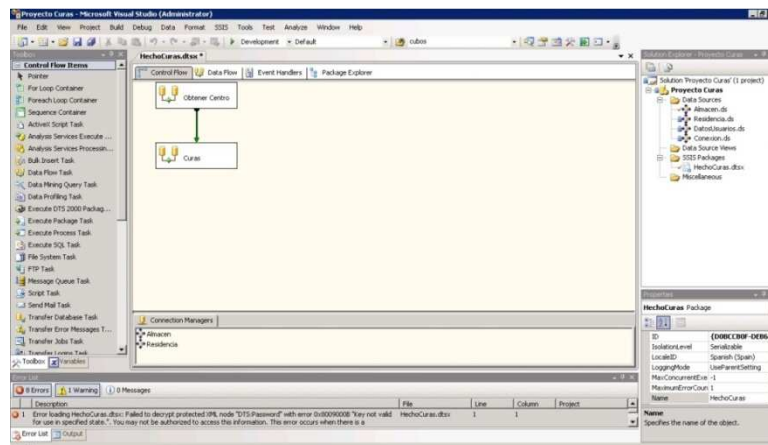 Proyecto Curas - Microsoft Visual Studio (Administrator)
File Edit View Project Build Debug Data Format SSIS Tools Test Analyze Window Help
Development Default cubos
Toolbox
HechoCuras.dtsx *
Solution Explorer - Proyecto Curas
Control Flow Items
Control Flow Data Flow Event Handlers Package Explorer
Pointer
For Loop Container
Foreach Loop Container
Sequence Container
ActiveX Script Task
Analysis Services Execute ...
Analysis Services Processin...
Bulk Insert Task
Data Flow Task
Data Mining Query Task
Data Profiling Task
Execute DTS 2000 Packag...
Execute Package Task
Execute Process Task
Execute SQL Task
File System Task
FTP Task
Message Queue Task
Script Task
Send Mail Task
Transfer Database Task
Transfer Error Messages T...
Transfer Jobs Task
Transfer Logins Task
Toolbox Variables
Obtener Centro
Curas
Connection Managers
Almacen
Residencia
Solution 'Proyecto Curas' (1 project)
Proyecto Curas
Data Sources
Almacen.ds
Residencia.ds
DatosUsuarios.ds
Conexion.ds
Data Source Views
SSIS Packages
HechoCuras.dtsx
Miscellaneous
Properties
HechoCuras Package
ID {D0BCCB0F-DEB6
IsolationLevel Serializable
LocaleID Spanish (Spain)
LoggingMode UseParentSetting
MaxConcurrentExe -1
MaximumErrorCoun 1
Name HechoCuras
Name
Specifies the name of the object.
Error List
8 Errors 1 Warning 0 Messages
Description File Line Column Project
1 Error loading HechoCuras.dtsx: Failed to decrypt protected XML node "DTS:Password" with error 0x8009000B "Key not valid HechoCuras.dtsx 1 1
for use in specified state.". You may not be authorized to access this information. This error occurs when there is a
Error List Output